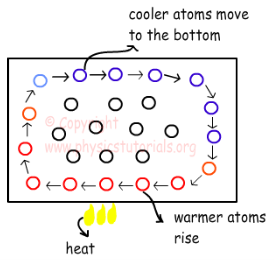 cooler atoms move
to the bottom
© Copyright
www.physicstutorials.org
warmer atoms
rise
heat